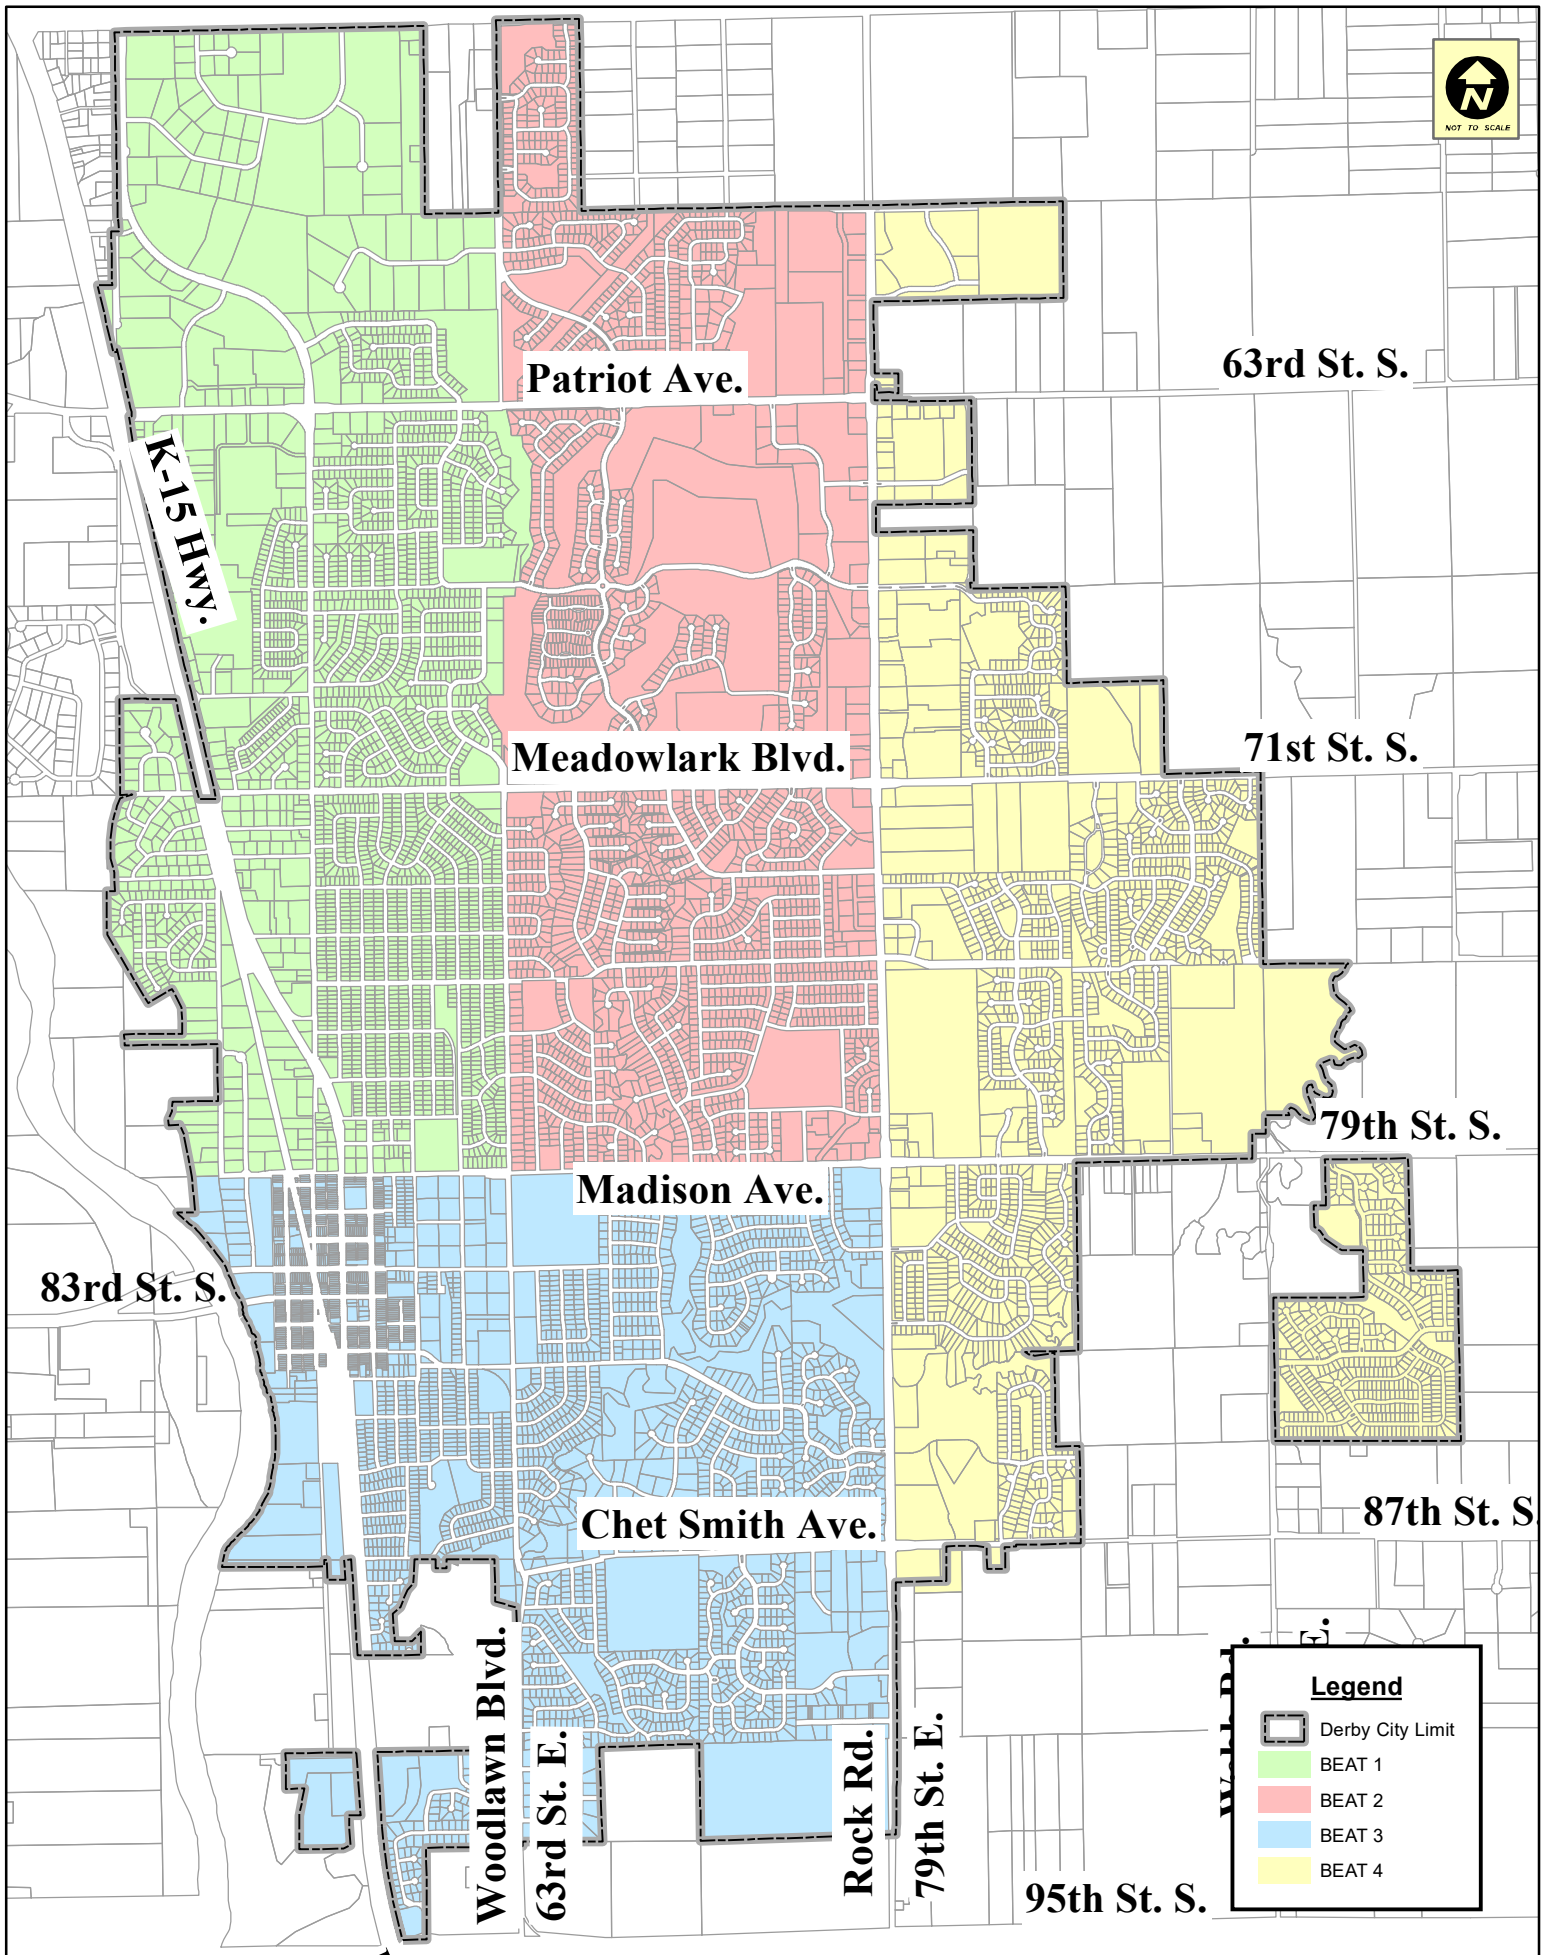 N
NOT TO SCALE
Patriot Ave.
63rd St. S.
K-15 Hwy.
Meadowlark Blvd.
71st St. S.
79th St. S.
Madison Ave.
83rd St. S.
Chet Smith Ave.
87th St. S.
Woodlawn Blvd.
63rd St. E.
Rock Rd.
79th St. E.
95th St. S.
Legend
Derby City Limit
BEAT 1
BEAT 2
BEAT 3
BEAT 4